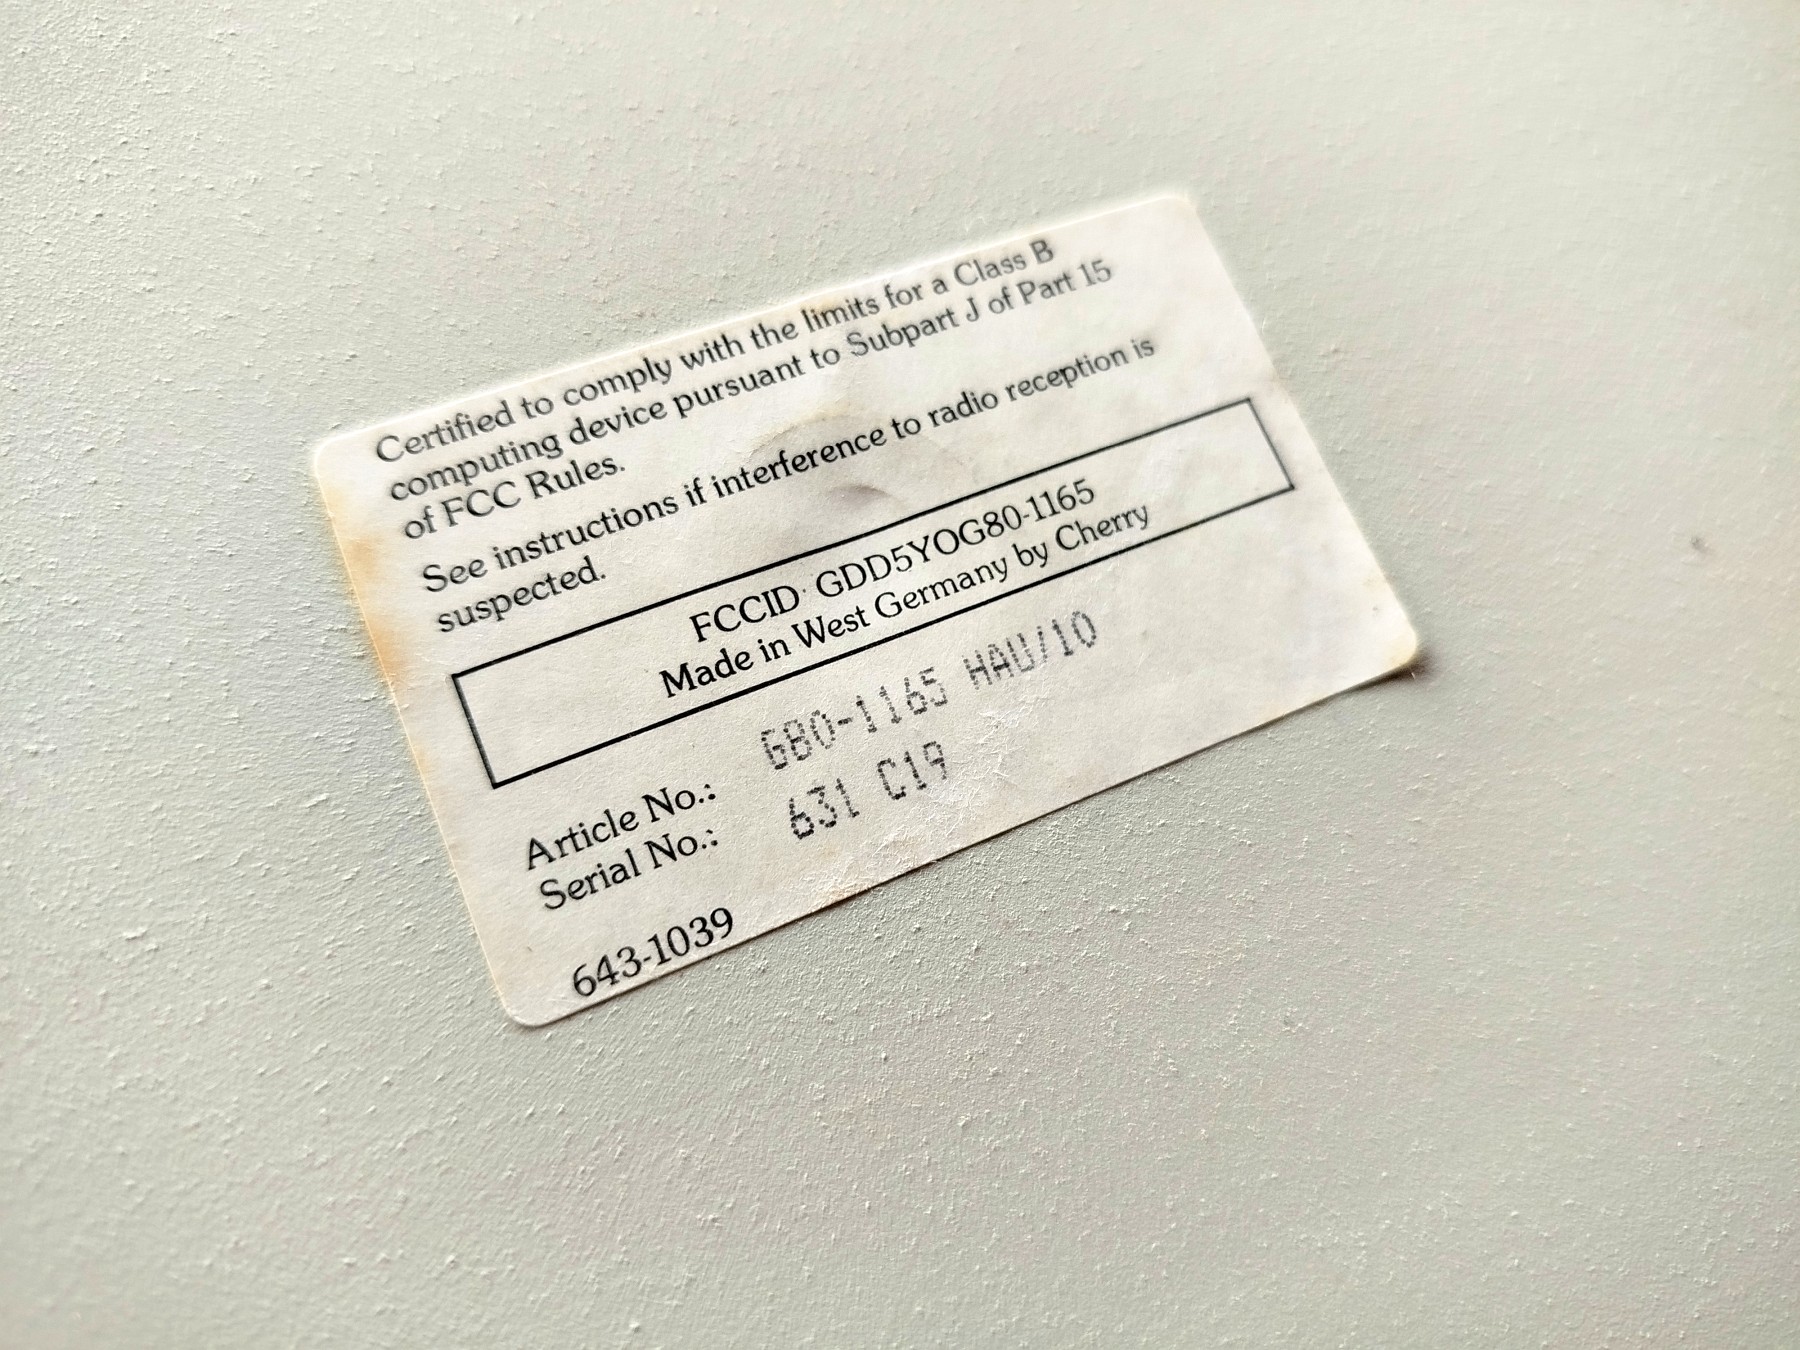 Certified to comply with the limits for a Class B
computing device pursuant to Subpart J of Part 15
of FCC Rules.
See instructions if interference to radio reception is
suspected.
FCCID: GDD5YOG80-1165
Made in West Germany by Cherry
Article No.: G80-1165 HAU/10
Serial No.: 631 C19
643-1039